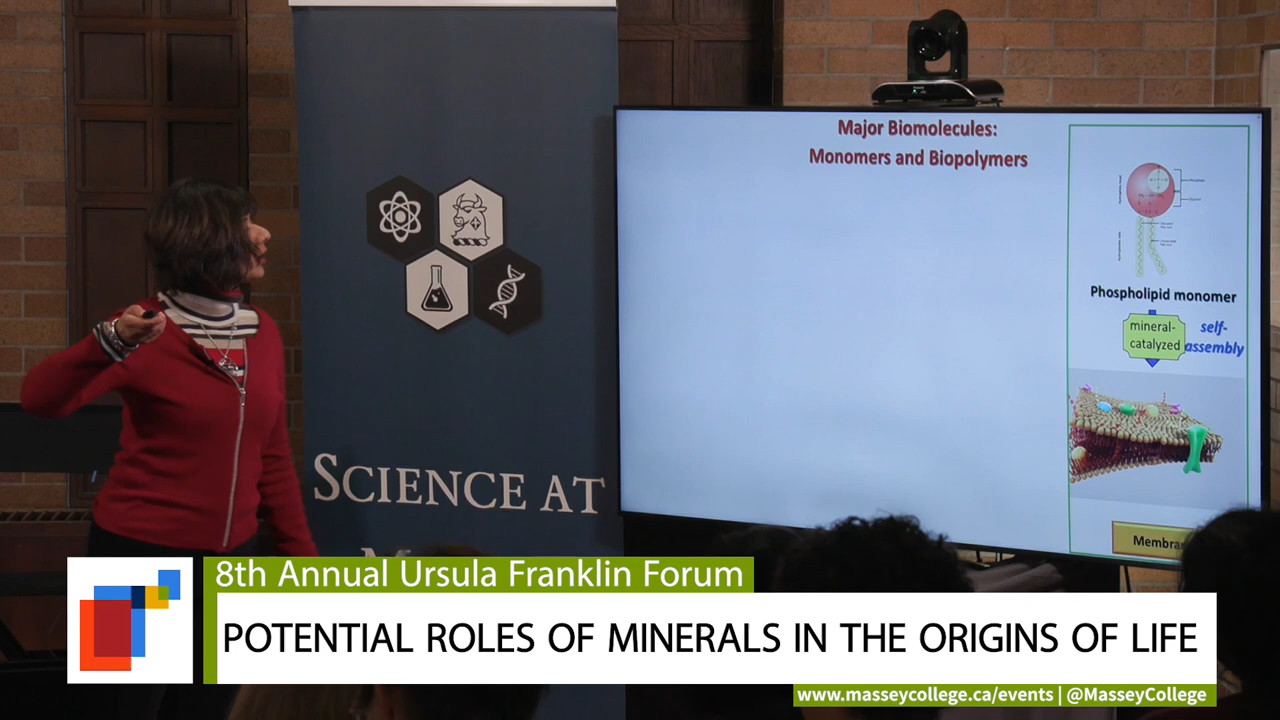 Major Biomolecules:
Monomers and Biopolymers
Phospholipid monomer
mineral-
catalyzed
self-
assembly
SCIENCE AT
8th Annual Ursula Franklin Forum
POTENTIAL ROLES OF MINERALS IN THE ORIGINS OF LIFE
www.masseycollege.ca/events | @MasseyCollege